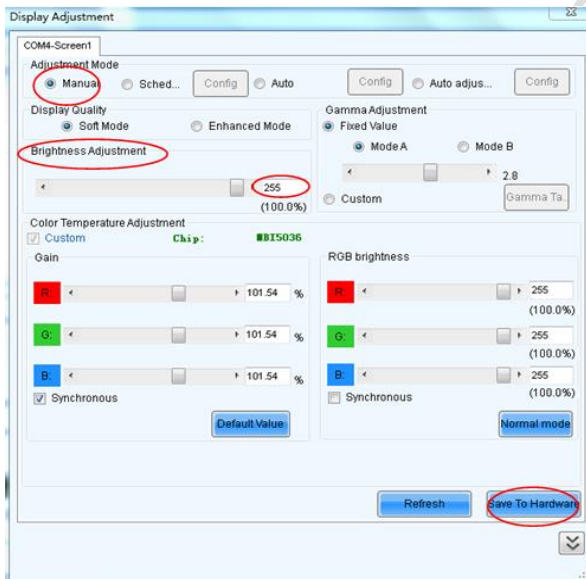 Display Adjustment
COM4-Screen1
Adjustment Mode
Manual Sched... Config Auto Config Auto adjus... Config
Display Quality
Soft Mode Enhanced Mode
Gamma Adjustment
Fixed Value
Mode A Mode B
2.8
Custom Gamma Ta..
Brightness Adjustment
255
(100.0%)
Color Temperature Adjustment
Custom Chip: MBI5036
Gain
R: 101.54 %
G: 101.54 %
B: 101.54 %
Synchronous
Default Value
RGB brightness
R: 255
(100.0%)
G: 255
(100.0%)
B: 255
(100.0%)
Synchronous
Normal mode
Refresh Save To Hardware